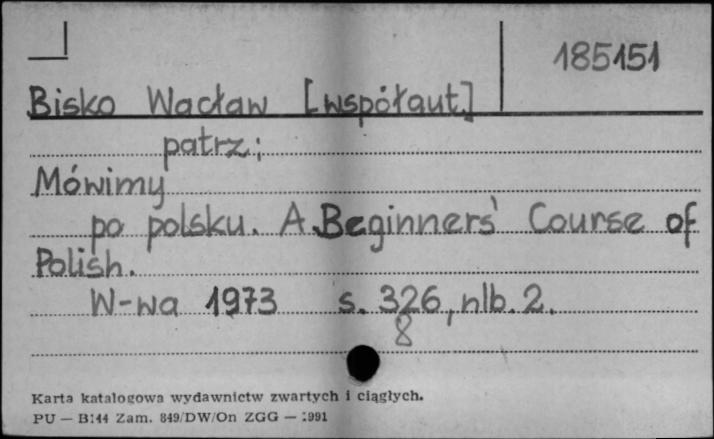 185151
Bisko Wacław [współaut.]
patrz:
Mówimy
po polsku. A Beginners' Course of
Polish.
W-wa 1973 s. 326, nlb. 2.
8
Karta katalogowa wydawnictw zwartych i ciągłych.
PU — B144 Zam. 849/DW/On ZGG — 1991